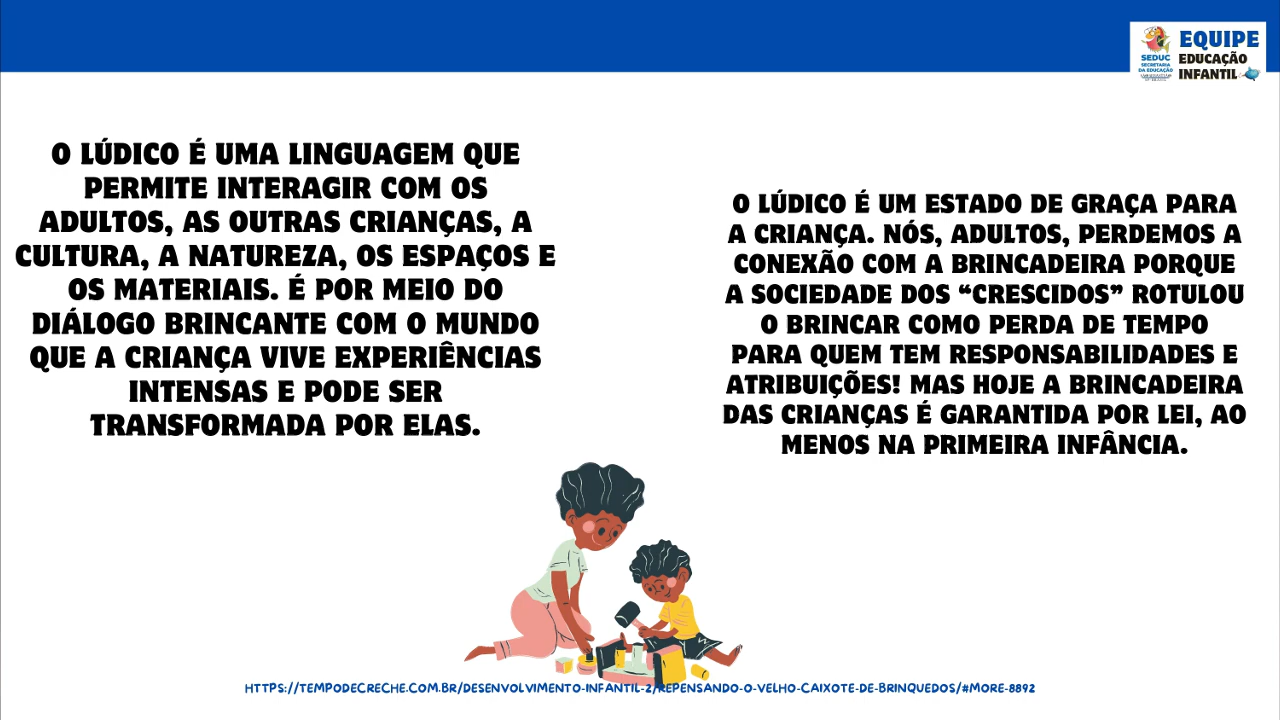 EQUIPE
EDUCAÇÃO
INFANTIL
SEDUC
SECRETARIA
DA EDUCAÇÃO
O LÚDICO É UMA LINGUAGEM QUE
PERMITE INTERAGIR COM OS
ADULTOS, AS OUTRAS CRIANÇAS, A
CULTURA, A NATUREZA, OS ESPAÇOS E
OS MATERIAIS. É POR MEIO DO
DIÁLOGO BRINCANTE COM O MUNDO
QUE A CRIANÇA VIVE EXPERIÊNCIAS
INTENSAS E PODE SER
TRANSFORMADA POR ELAS.
O LÚDICO É UM ESTADO DE GRAÇA PARA
A CRIANÇA. NÓS, ADULTOS, PERDEMOS A
CONEXÃO COM A BRINCADEIRA PORQUE
A SOCIEDADE DOS “CRESCIDOS” ROTULOU
O BRINCAR COMO PERDA DE TEMPO
PARA QUEM TEM RESPONSABILIDADES E
ATRIBUIÇÕES! MAS HOJE A BRINCADEIRA
DAS CRIANÇAS É GARANTIDA POR LEI, AO
MENOS NA PRIMEIRA INFÂNCIA.
HTTPS://TEMPODECRECHE.COM.BR/DESENVOLVIMENTO-INFANTIL-2/REPENSANDO-O-VELHO-CAIXOTE-DE-BRINQUEDOS/#MORE-8892